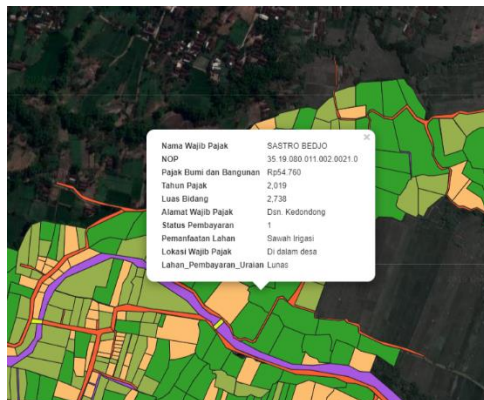 Nama Wajib Pajak SASTRO BEDJO
NOP 35.19.080.011.002.0021.0
Pajak Bumi dan Bangunan Rp54.760
Tahun Pajak 2,019
Luas Bidang 2,738
Alamat Wajib Pajak Dsn. Kedondong
Status Pembayaran 1
Pemanfaatan Lahan Sawah Irigasi
Lokasi Wajib Pajak Di dalam desa
Lahan_Pembayaran_Uraian Lunas